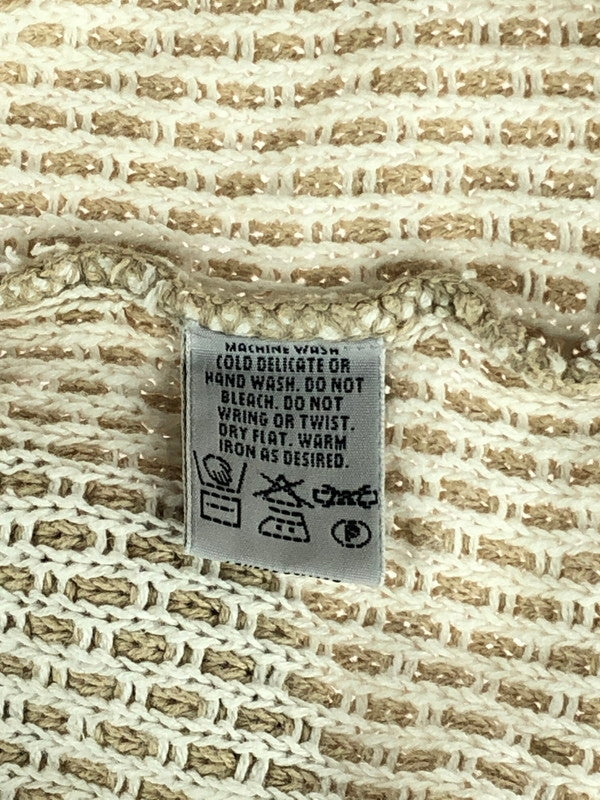 MACHINE WASH
COLD DELICATE OR
HAND WASH. DO NOT
BLEACH. DO NOT
WRING OR TWIST.
DRY FLAT. WARM
IRON AS DESIRED.
P